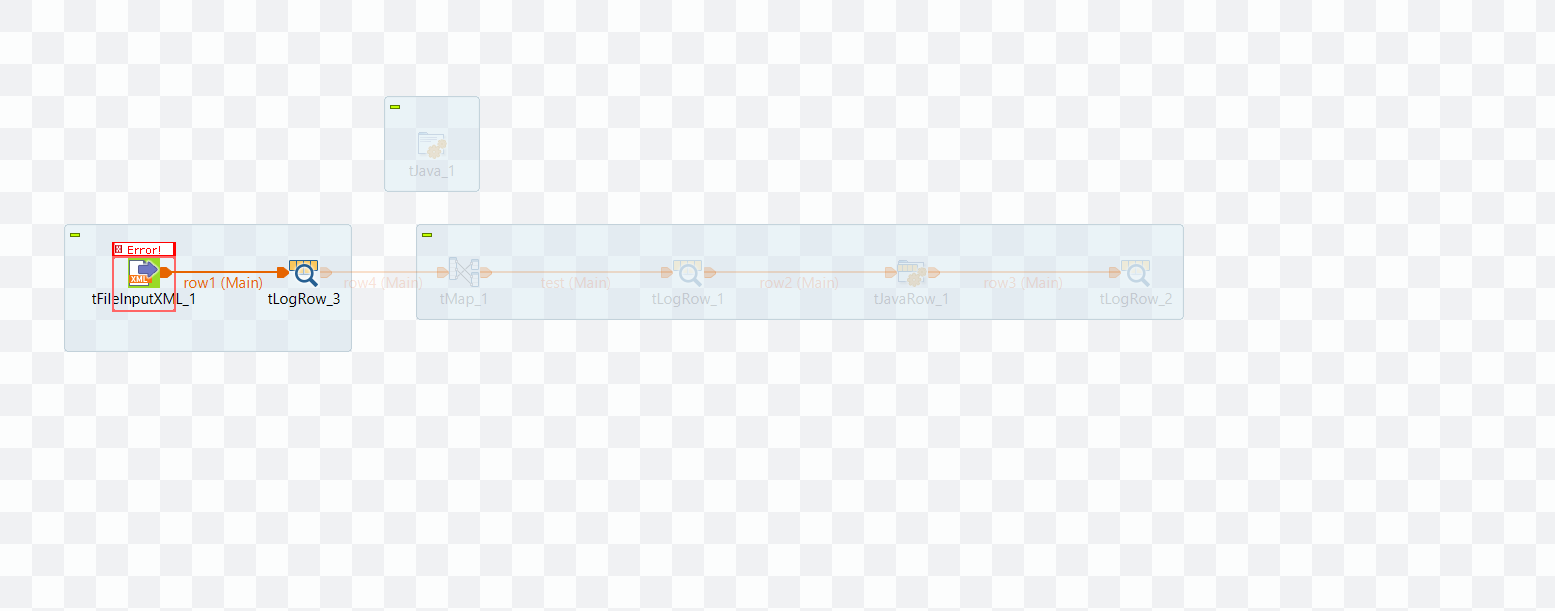 tJava_1
Error!
XML
row1 (Main)
row4 (Main)
test (Main)
row2 (Main)
row3 (Main)
tFileInputXML_1
tLogRow_3
tMap_1
tLogRow_1
tJavaRow_1
tLogRow_2